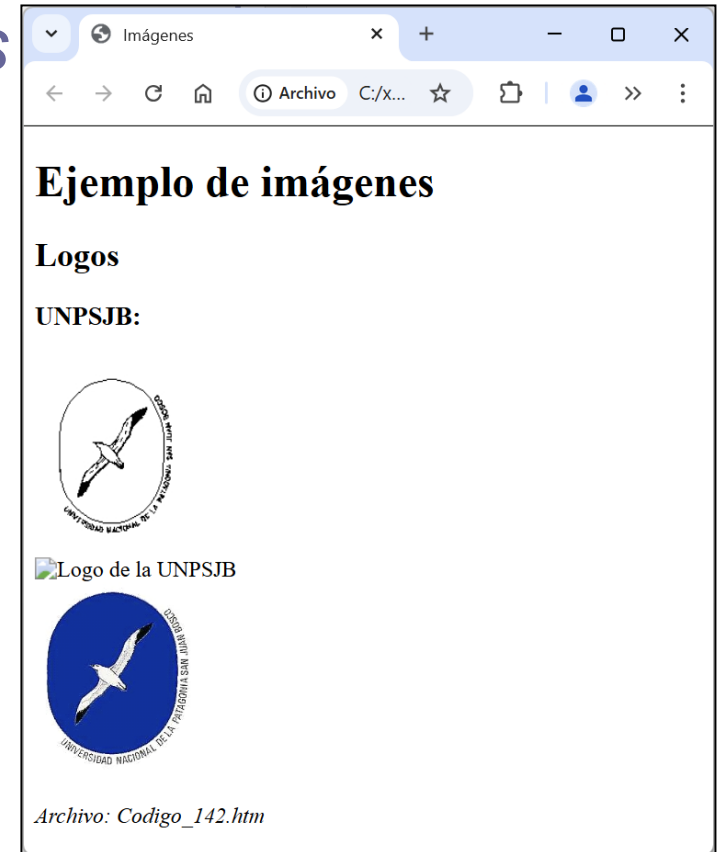 s
Imágenes
Archivo C:/x...
Ejemplo de imágenes
Logos
UNPSJB:
UNIVERSIDAD NACIONAL DE LA PATAGONIA SAN JUAN BOSCO
Logo de la UNPSJB
UNIVERSIDAD NACIONAL DE LA PATAGONIA SAN JUAN BOSCO
Archivo: Codigo_142.htm